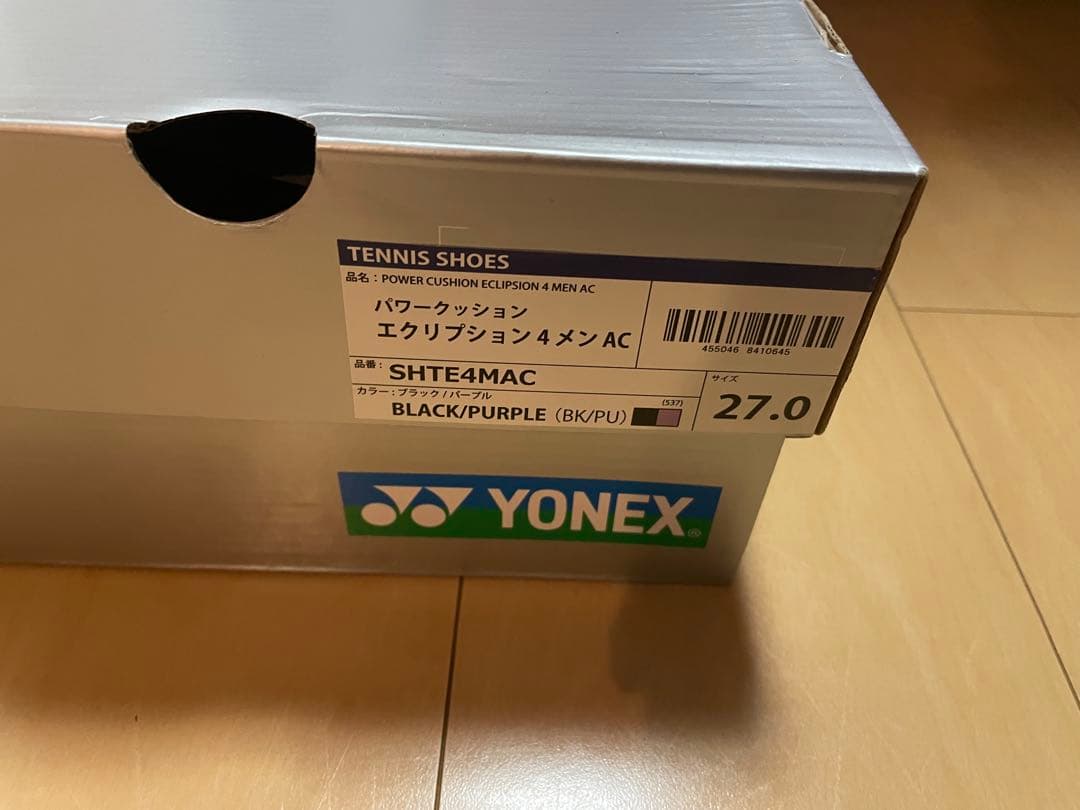 TENNIS SHOES
品名：POWER CUSHION ECLIPSION 4 MEN AC
パワークッション
エクリプション 4 メン AC
455046 8410645
品番：SHTE4MAC
カラー：ブラック / パープル
BLACK/PURPLE（BK/PU）
(537)
サイズ
27.0
YONEX®